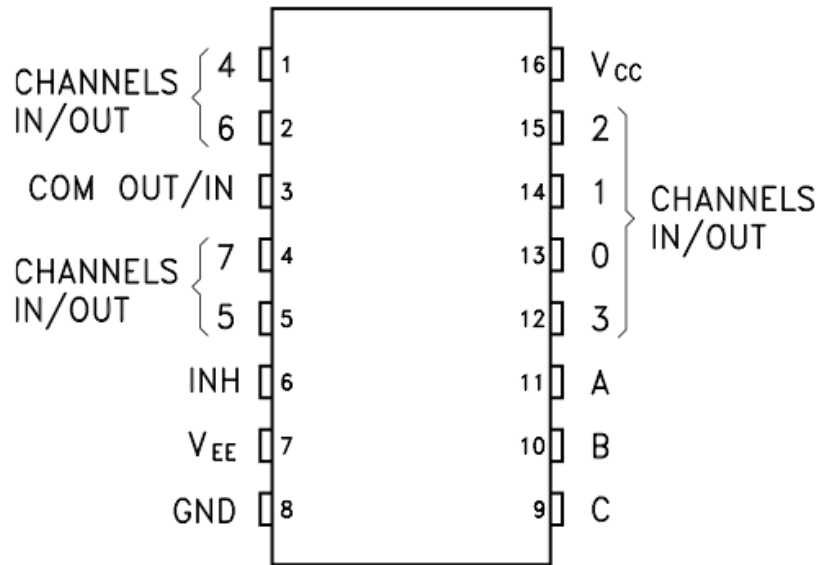 CHANNELS
IN/OUT
4 1
6 2
COM OUT/IN 3
CHANNELS
IN/OUT
7 4
5 5
INH 6
VEE 7
GND 8
16 VCC
15 2
14 1
13 0
12 3
CHANNELS
IN/OUT
11 A
10 B
9 C